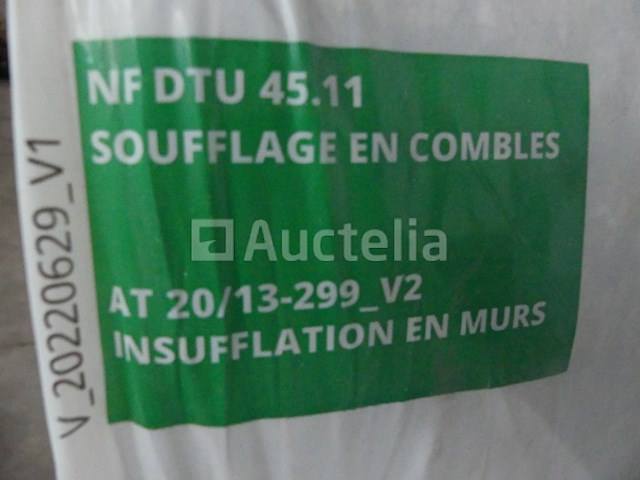 NF DTU 45.11
SOUFFLAGE EN COMBLES
Auctelia
AT 20/13-299_V2
INSUFFLATION EN MURS
V_20220629_V1